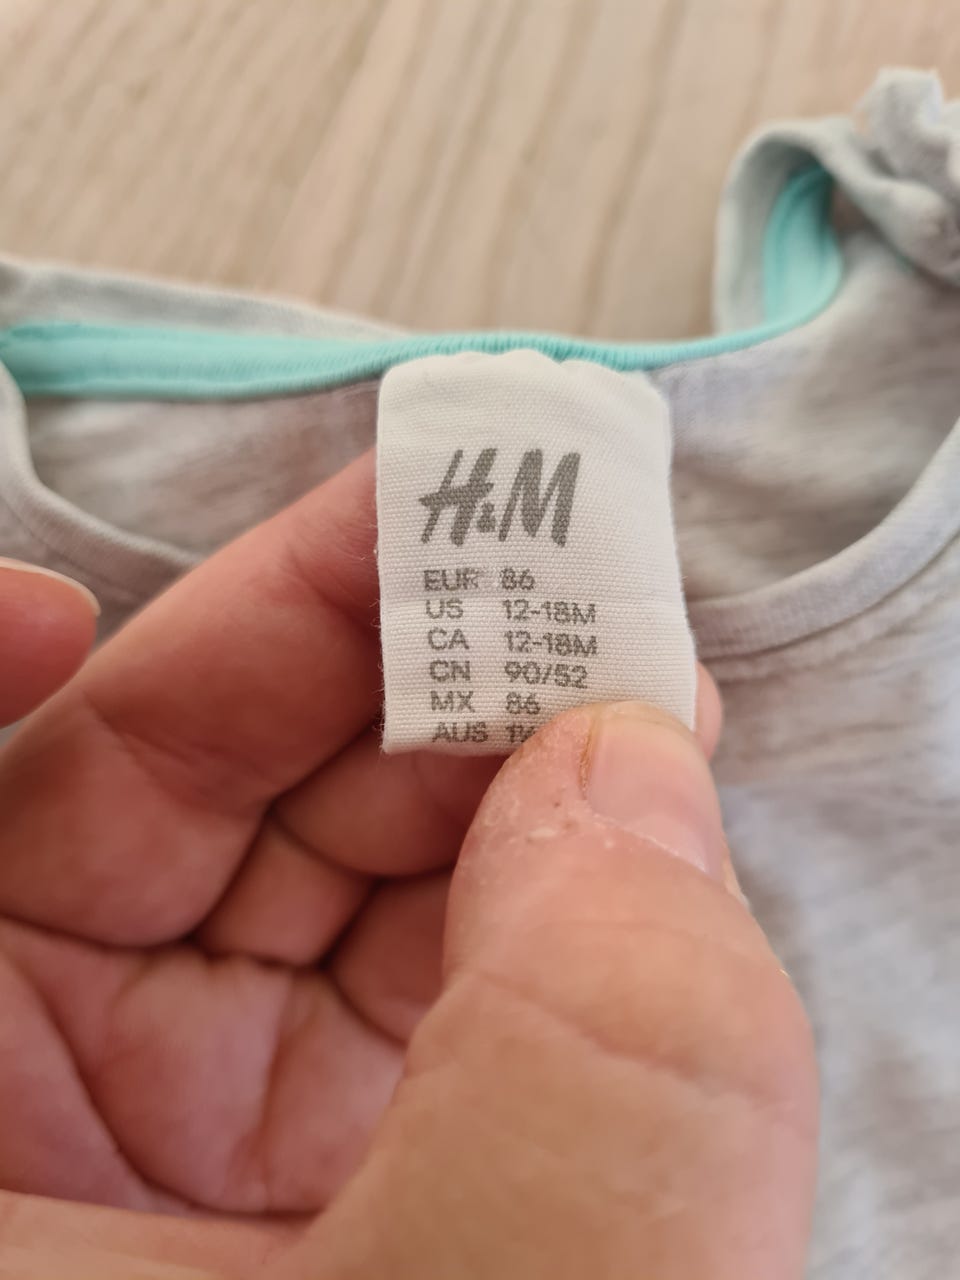 H&M
EUR 86
US 12-18M
CA 12-18M
CN 90/52
MX 86
AUS